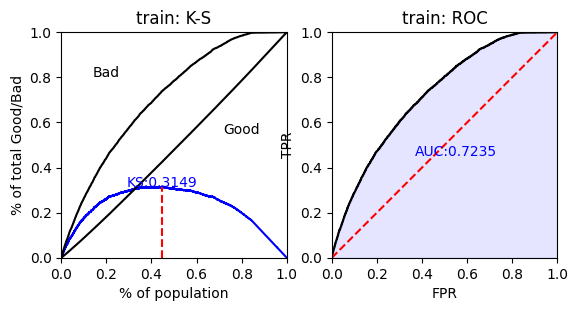 train: K-S
% of total Good/Bad
1.0
0.8
0.6
0.4
0.2
0.0
Bad
Good
KS:0.3149
0.0 0.2 0.4 0.6 0.8 1.0
% of population
train: ROC
TPR
1.0
0.8
0.6
0.4
0.2
0.0
AUC:0.7235
0.0 0.2 0.4 0.6 0.8 1.0
FPR